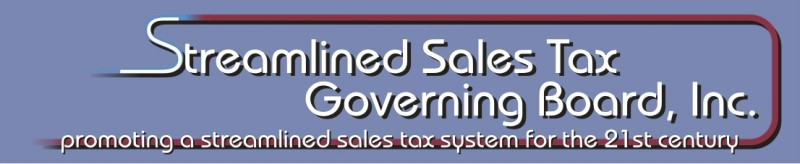 Streamlined Sales Tax
Governing Board, Inc.
promoting a streamlined sales tax system for the 21st century